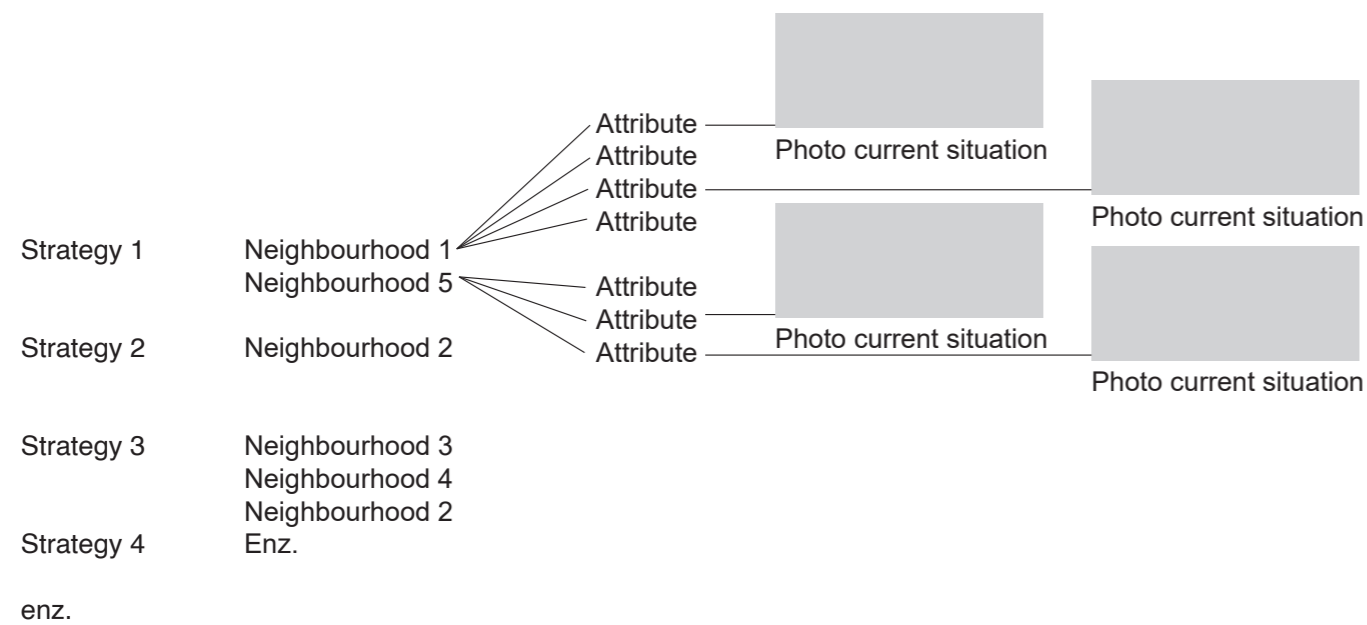 Attribute
Attribute
Attribute
Attribute
Photo current situation
Photo current situation
Strategy 1 Neighbourhood 1
Neighbourhood 5
Attribute
Attribute
Attribute
Photo current situation
Photo current situation
Strategy 2 Neighbourhood 2
Strategy 3 Neighbourhood 3
Neighbourhood 4
Neighbourhood 2
Strategy 4 Enz.
enz.